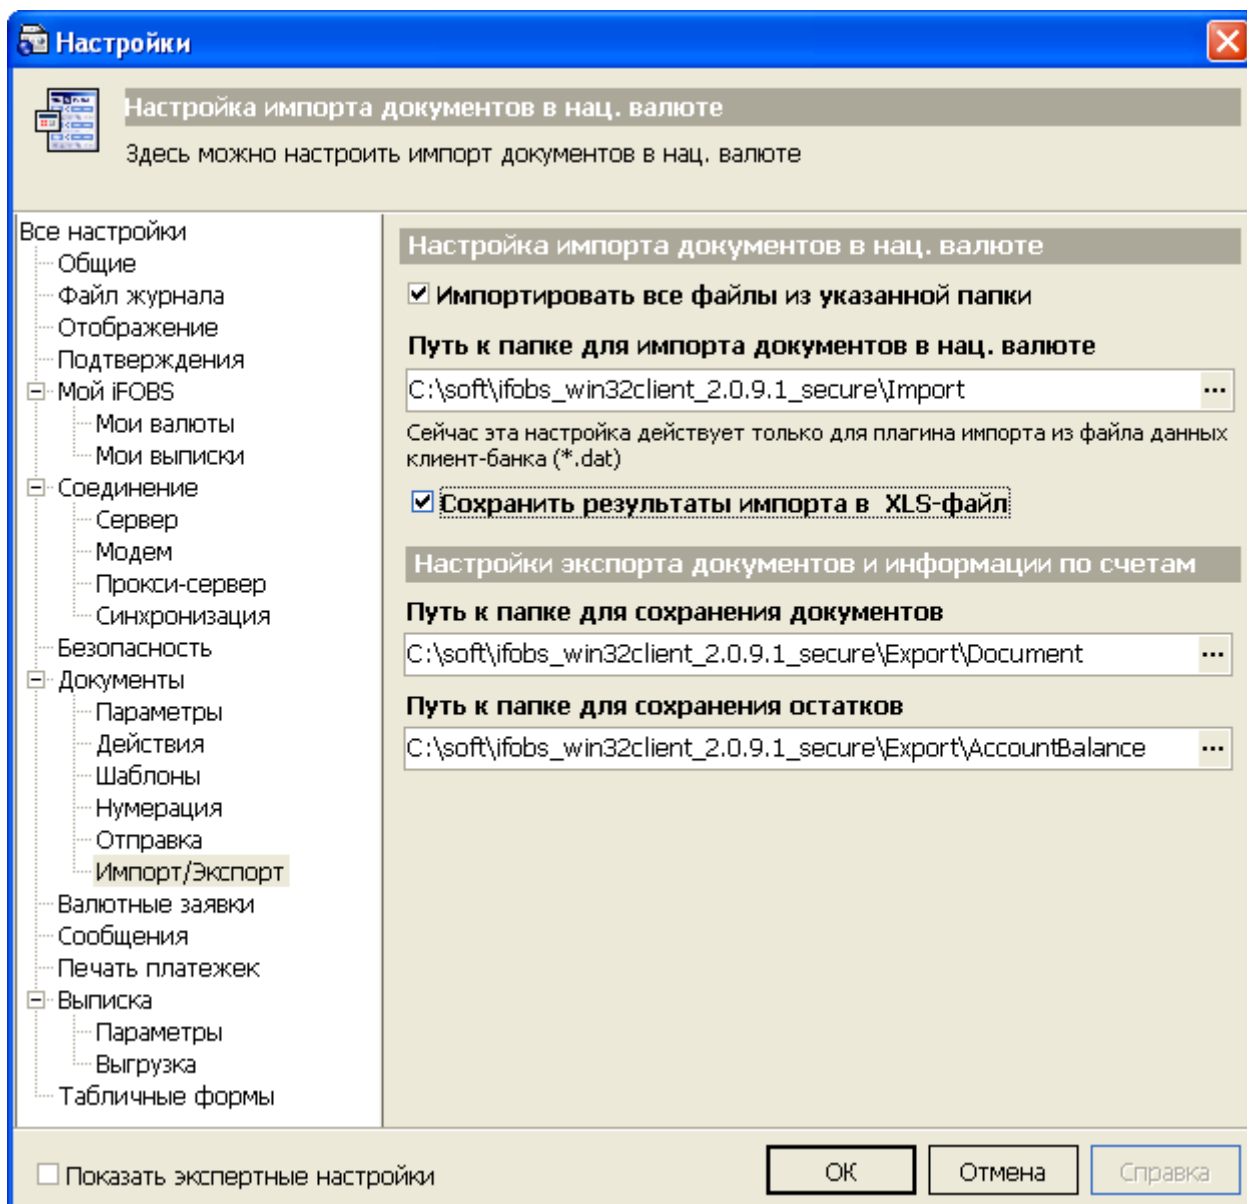 Настройки
Настройка импорта документов в нац. валюте
Здесь можно настроить импорт документов в нац. валюте
Все настройки
Общие
Файл журнала
Отображение
Подтверждения
Мой iFOBS
Мои валюты
Мои выписки
Соединение
Сервер
Модем
Прокси-сервер
Синхронизация
Безопасность
Документы
Параметры
Действия
Шаблоны
Нумерация
Отправка
Импорт/Экспорт
Валютные заявки
Сообщения
Печать платежек
Выписка
Параметры
Выгрузка
Табличные формы
Настройка импорта документов в нац. валюте
Импортировать все файлы из указанной папки
Путь к папке для импорта документов в нац. валюте
C:\soft\ifobs_win32client_2.0.9.1_secure\Import
...
Сейчас эта настройка действует только для плагина импорта из файла данных
клиент-банка (*.dat)
Сохранить результаты импорта в XLS-файл
Настройки экспорта документов и информации по счетам
Путь к папке для сохранения документов
C:\soft\ifobs_win32client_2.0.9.1_secure\Export\Document
...
Путь к папке для сохранения остатков
C:\soft\ifobs_win32client_2.0.9.1_secure\Export\AccountBalance
...
Показать экспертные настройки
ОК
Отмена
Справка